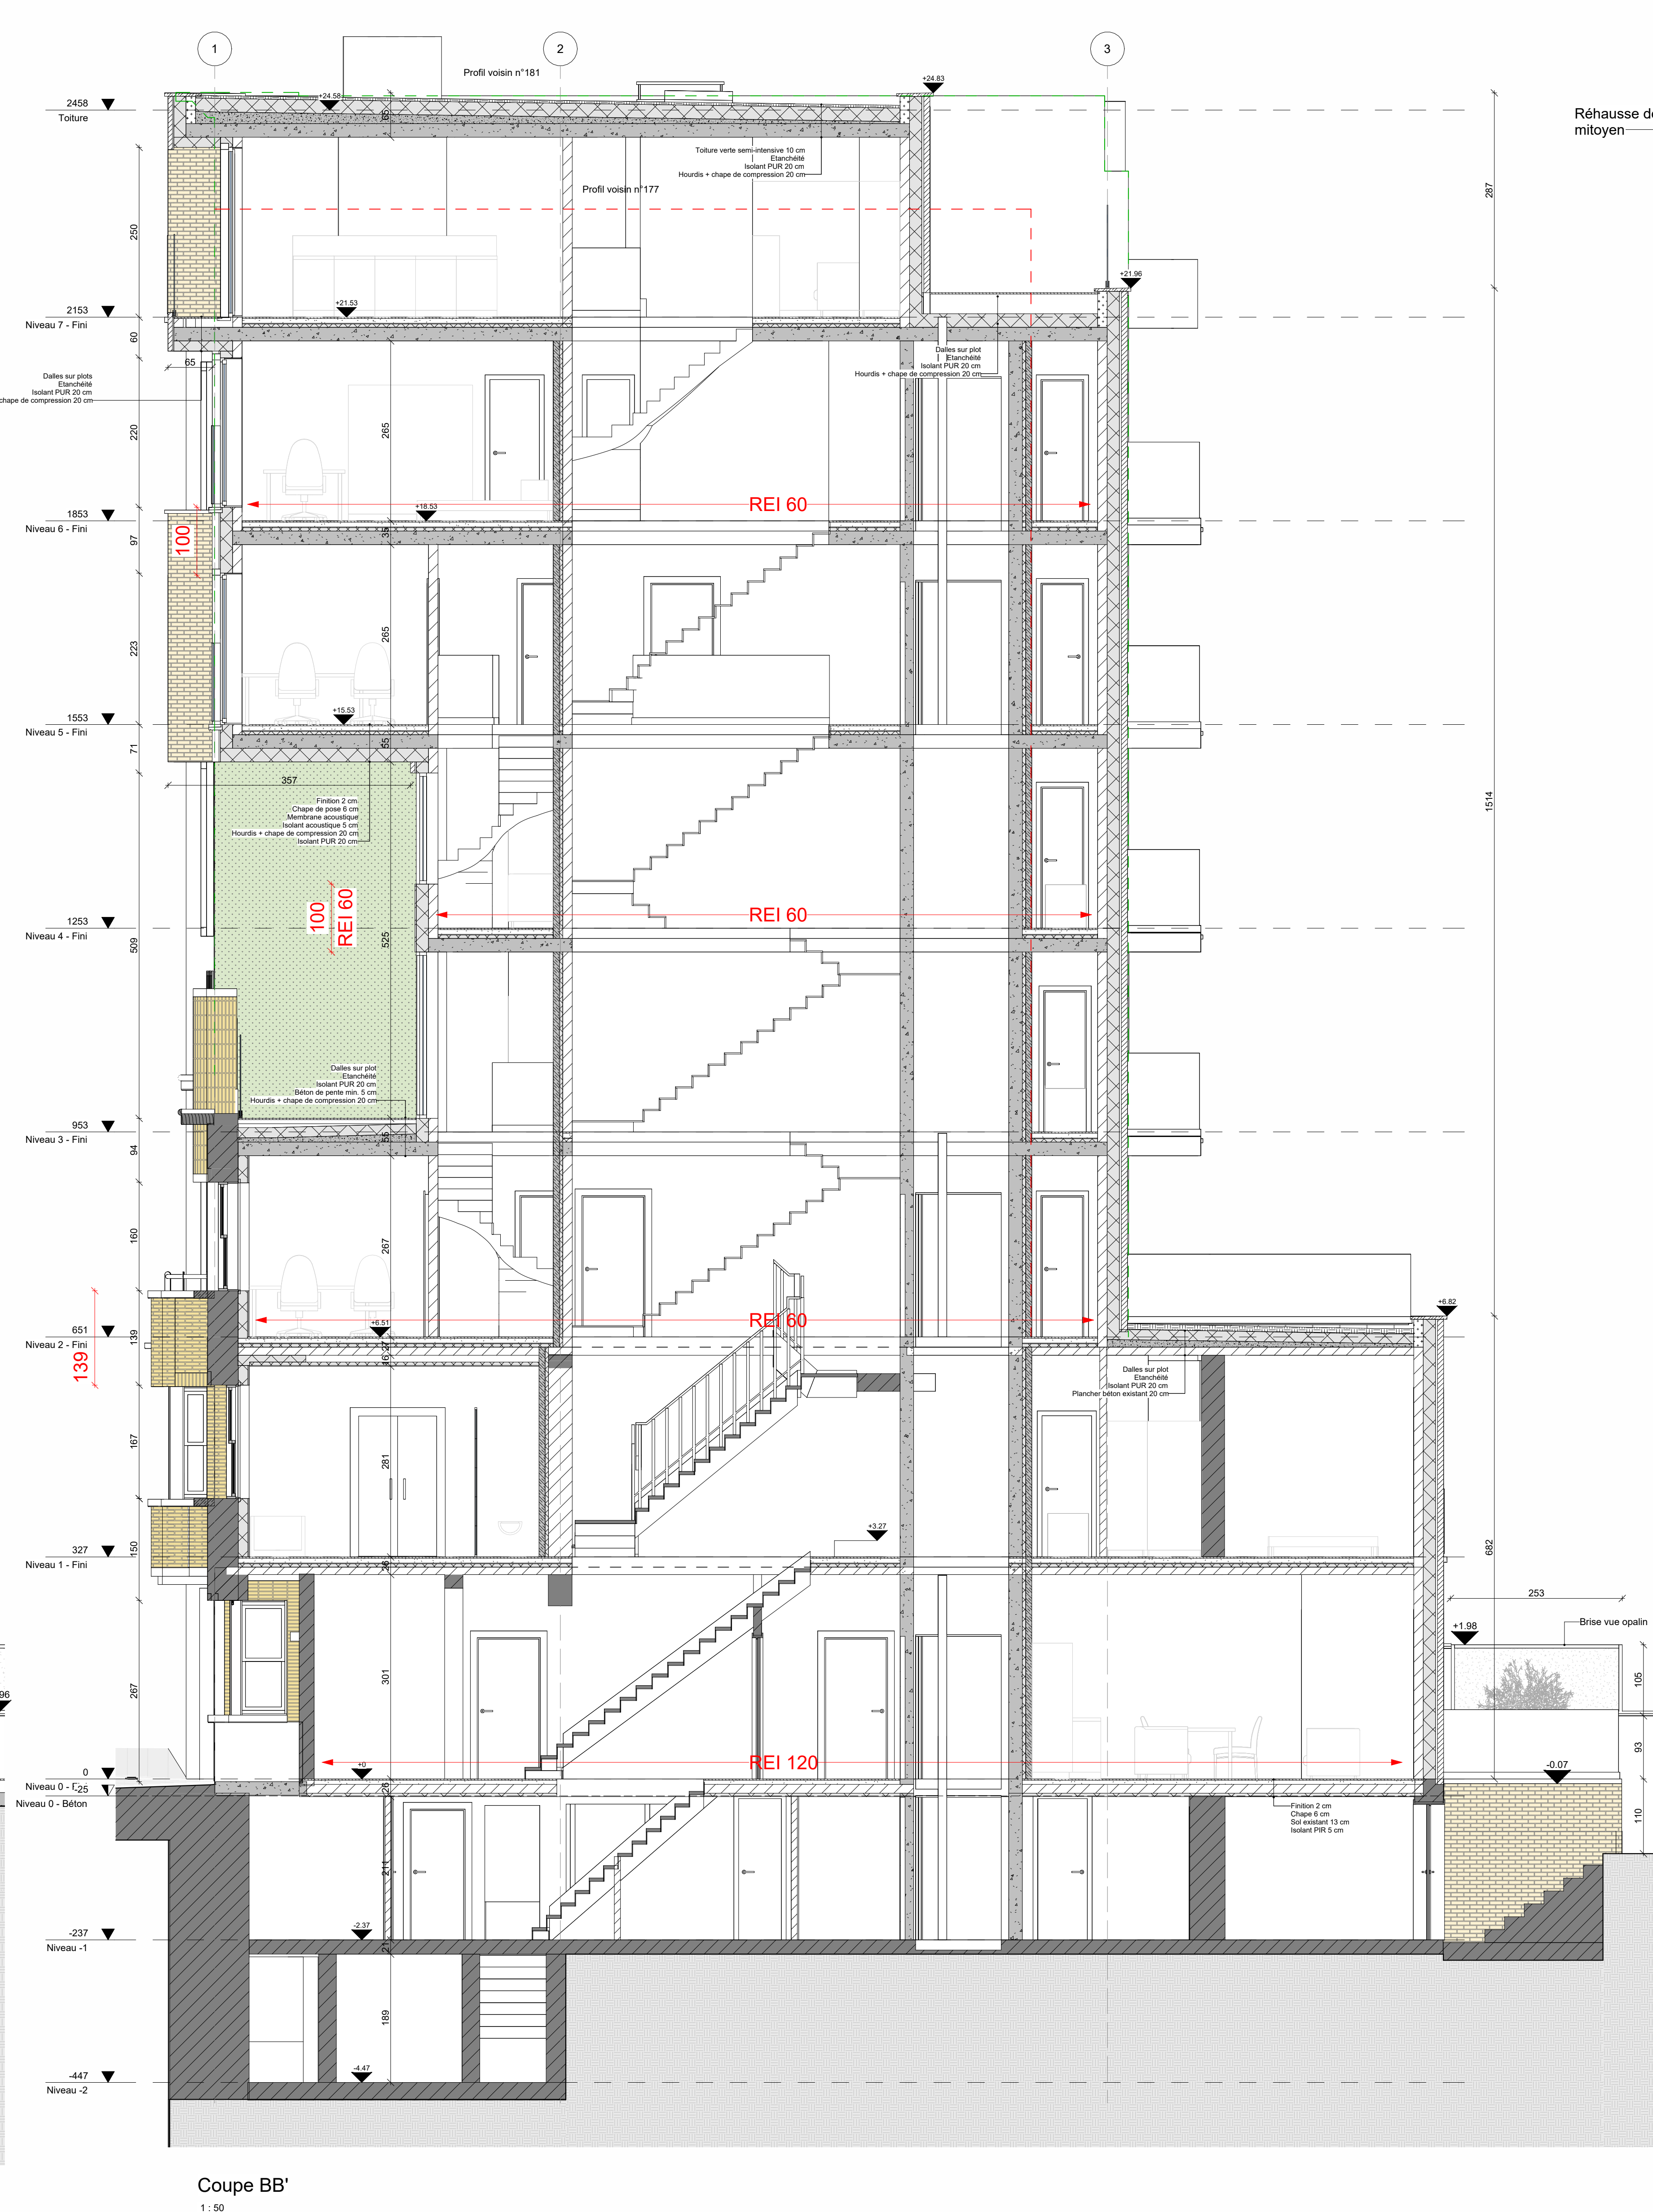 1
2
3
Profil voisin n°181
+24.83
2458
Toiture
+24.58
65
Réhausse
mitoyen
Toiture verte semi-intensive 10 cm
Etanchéité
Isolant PUR 20 cm
Hourdis + chape de compression 20 cm
Profil voisin n°177
287
250
+21.96
+21.53
2153
Niveau 7 - Fini
60
65
Dalles sur plots
Etanchéité
Isolant PUR 20 cm
chape de compression 20 cm
Dalles sur plot
Etanchéité
Isolant PUR 20 cm
Hourdis + chape de compression 20 cm
220
265
REI 60
+18.53
1853
Niveau 6 - Fini
100
97
35
223
265
+15.53
1553
Niveau 5 - Fini
71
55
357
Finition 2 cm
Chape de pose 6 cm
Membrane acoustique
Isolant acoustique 5 cm
Hourdis + chape de compression 20 cm
Isolant PUR 20 cm
1514
100
REI 60
REI 60
1253
Niveau 4 - Fini
509
525
Dalles sur plot
Etanchéité
Isolant PUR 20 cm
Béton de pente min. 5 cm
Hourdis + chape de compression 20 cm
953
Niveau 3 - Fini
94
55
160
267
+6.82
REI 60
+6.51
651
Niveau 2 - Fini
139
139
16
27
Dalles sur plot
Etanchéité
Isolant PUR 20 cm
Plancher béton existant 20 cm
167
281
+3.27
327
Niveau 1 - Fini
150
26
682
253
Brise vue opalin
+1.98
301
267
105
96
REI 120
93
+0
0
-0.07
Niveau 0 -
-25
Niveau 0 - Béton
26
Finition 2 cm
Chape 6 cm
Sol existant 13 cm
Isolant PIR 5 cm
110
211
-2.37
-237
Niveau -1
21
189
-4.47
-447
Niveau -2
Coupe BB'
1 : 50